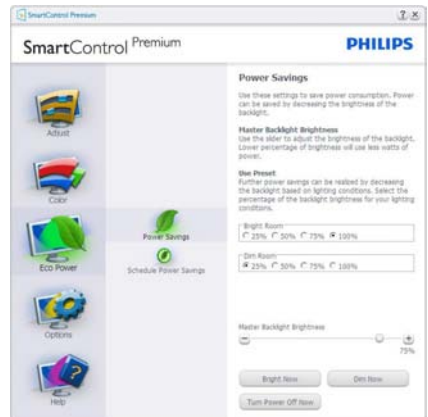 SmartControl Premium
? x
SmartControl Premium
PHILIPS
Adjust
Color
Eco Power
Options
Help
Power Savings
Schedule Power Savings
Power Savings
Use these settings to save power consumption. Power
can be saved by decreasing the brightness of the
backlight.
Master Backlight Brightness
Use the slider to adjust the brightness of the backlight.
Lower percentage of brightness will use less watts of
power.
Use Preset
Further power savings can be realized by decreasing
the backlight based on lighting conditions. Select the
percentage of the backlight brightness for your lighting
conditions.
Bright Room
25% 50% 75% 100%
Dim Room
25% 50% 75% 100%
Master Backlight Brightness
75%
Bright Now Dim Now
Turn Power Off Now